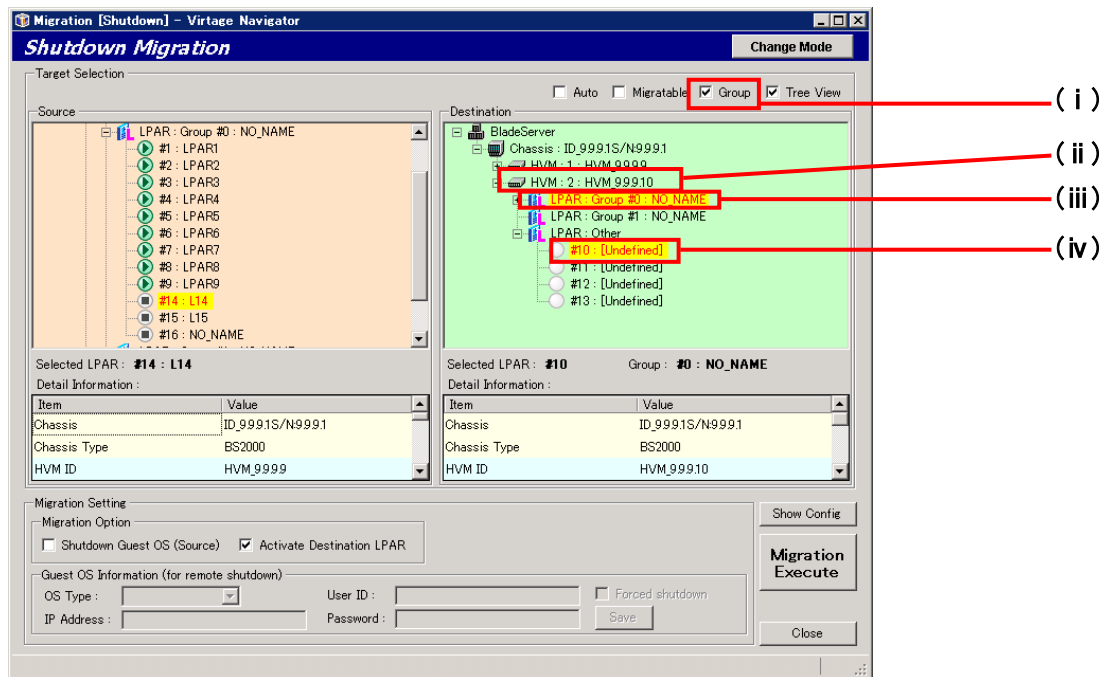 Migration [Shutdown] - Virtage Navigator
Shutdown Migration
Change Mode
Target Selection
Auto Migratable Group Tree View
(i)
Source
LPAR : Group #0 : NO_NAME
#1 : LPAR1
#2 : LPAR2
#3 : LPAR3
#4 : LPAR4
#5 : LPAR5
#6 : LPAR6
#7 : LPAR7
#8 : LPAR8
#9 : LPAR9
#14 : L14
#15 : L15
#16 : NO_NAME
Destination
BladeServer
Chassis : ID_9.9.9.1S/N:9.9.9.1
HVM : 1 : HVM_9.9.9.9
HVM : 2 : HVM_9.9.9.10
(ii)
LPAR : Group #0 : NO_NAME
(iii)
LPAR : Group #1 : NO_NAME
LPAR : Other
#10 : [Undefined]
(iv)
#11 : [Undefined]
#12 : [Undefined]
#13 : [Undefined]
Selected LPAR : #14 : L14
Detail Information :
Item Value
Chassis ID_9.9.9.1S/N:9.9.9.1
Chassis Type BS2000
HVM ID HVM_9.9.9.9
Selected LPAR : #10 Group : #0 : NO_NAME
Detail Information :
Item Value
Chassis ID_9.9.9.1S/N:9.9.9.1
Chassis Type BS2000
HVM ID HVM_9.9.9.10
Migration Setting
Migration Option
Shutdown Guest OS (Source) Activate Destination LPAR
Guest OS Information (for remote shutdown)
OS Type : User ID : Forced shutdown
IP Address : Password : Save
Show Config
Migration
Execute
Close